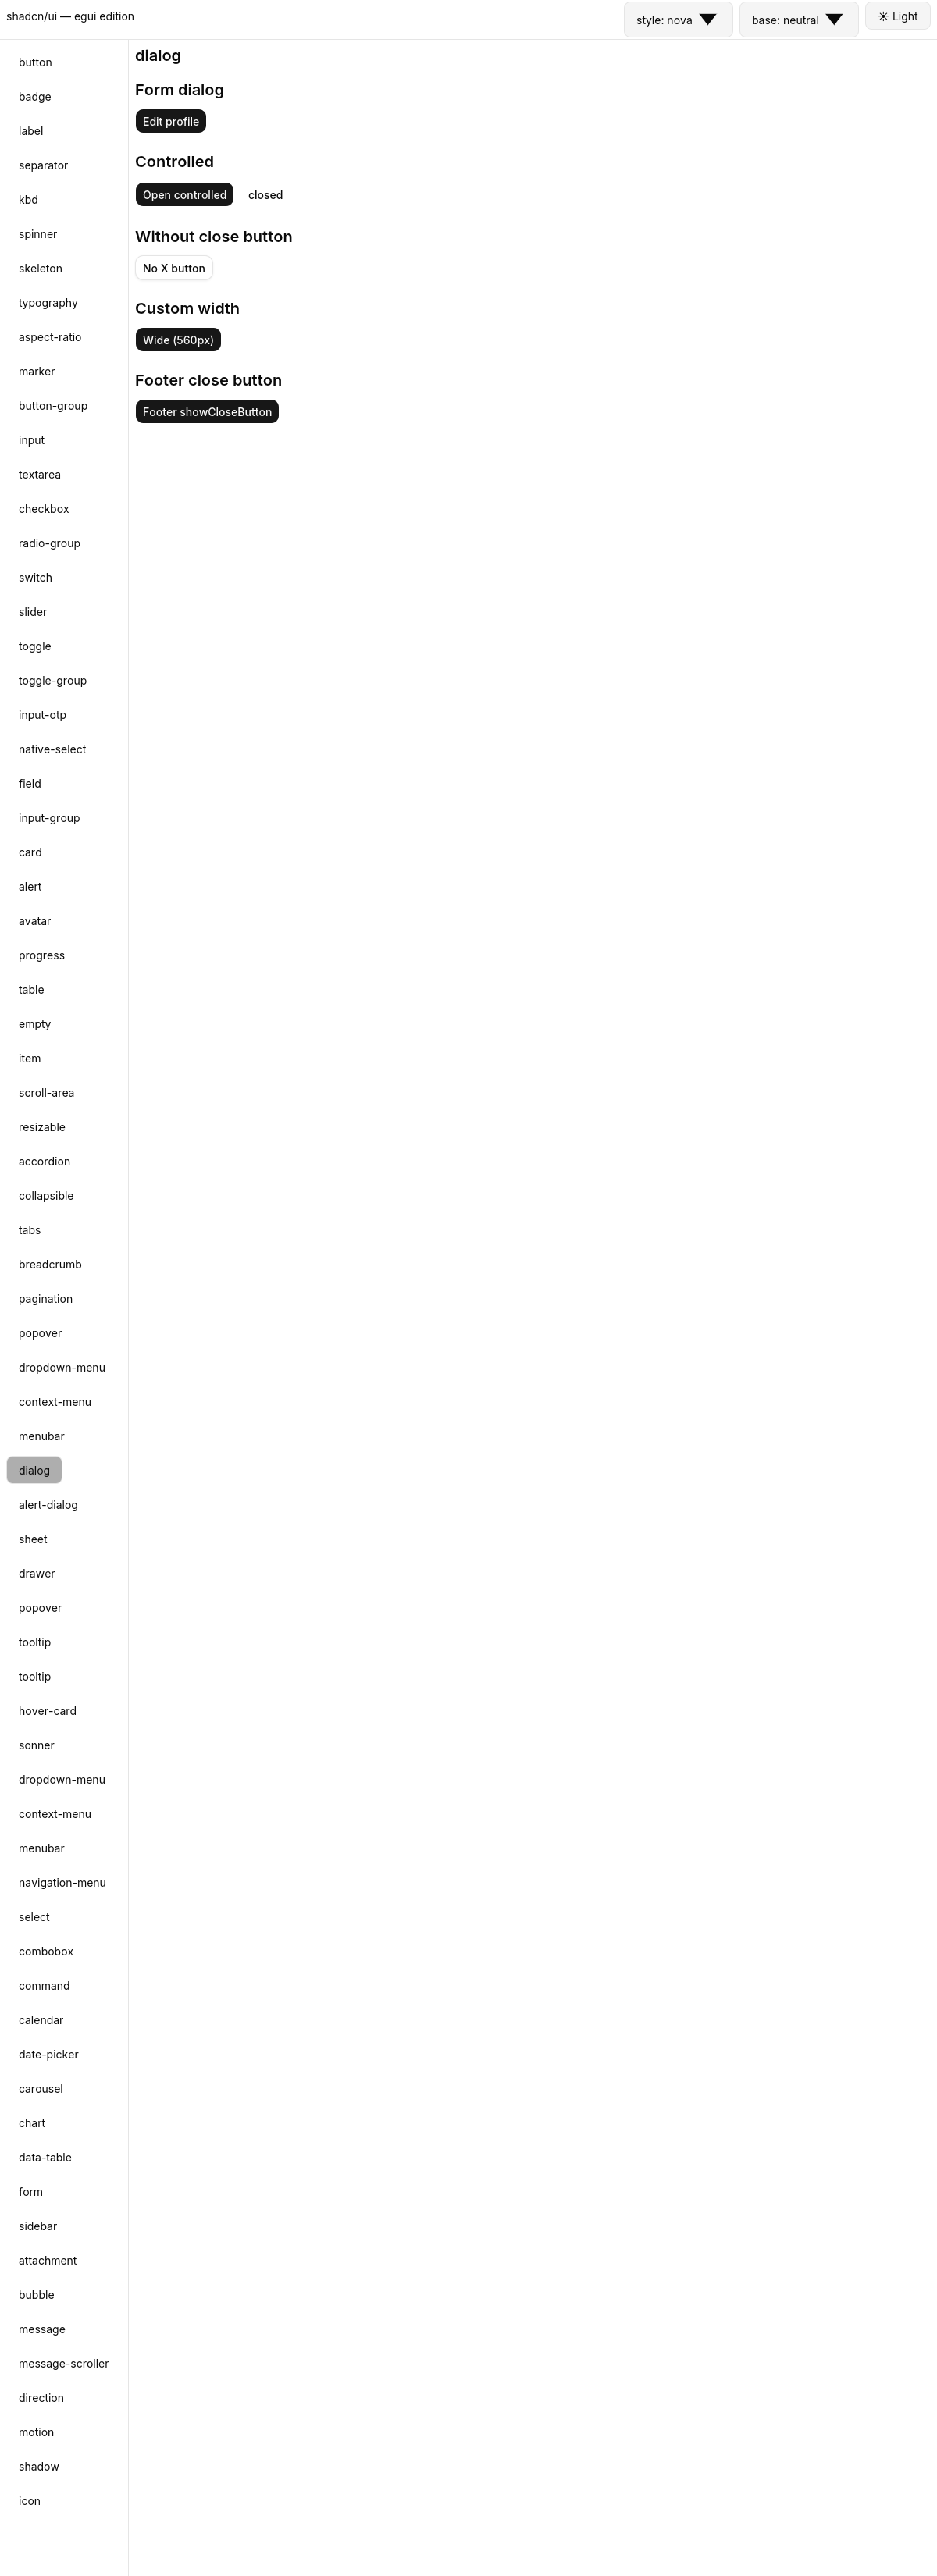 shadcn/ui — egui edition
style: nova
base: neutral
☀ Light
button
badge
label
separator
kbd
spinner
skeleton
typography
aspect-ratio
marker
button-group
input
textarea
checkbox
radio-group
switch
slider
toggle
toggle-group
input-otp
native-select
field
input-group
card
alert
avatar
progress
table
empty
item
scroll-area
resizable
accordion
collapsible
tabs
breadcrumb
pagination
popover
dropdown-menu
context-menu
menubar
dialog
alert-dialog
sheet
drawer
popover
tooltip
tooltip
hover-card
sonner
dropdown-menu
context-menu
menubar
navigation-menu
select
combobox
command
calendar
date-picker
carousel
chart
data-table
form
sidebar
attachment
bubble
message
message-scroller
direction
motion
shadow
icon
dialog
Form dialog
Edit profile
Controlled
Open controlled closed
Without close button
No X button
Custom width
Wide (560px)
Footer close button
Footer showCloseButton